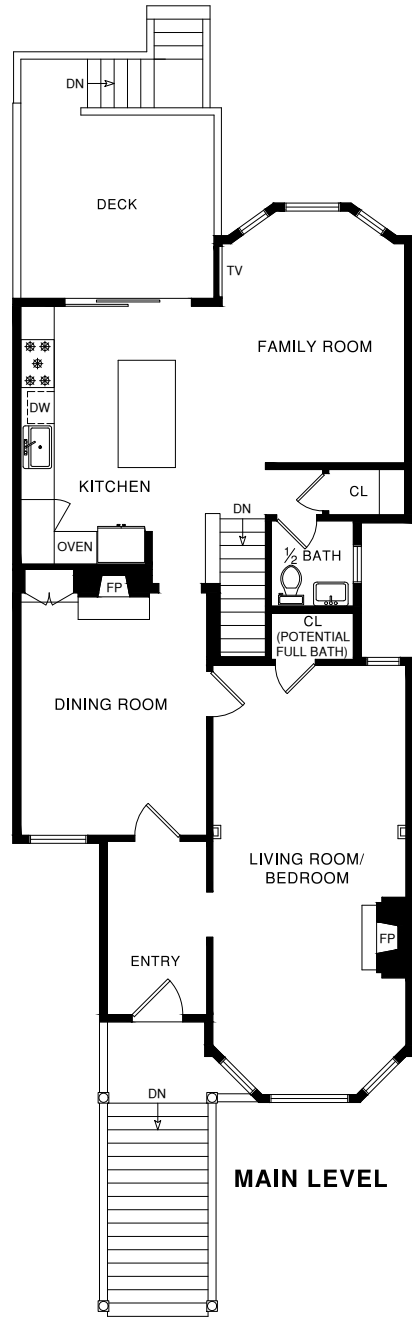 DN
DECK
TV
FAMILY ROOM
DW
KITCHEN
CL
DN
OVEN
½ BATH
FP
CL
(POTENTIAL
FULL BATH)
DINING ROOM
LIVING ROOM/
BEDROOM
FP
ENTRY
DN
MAIN LEVEL